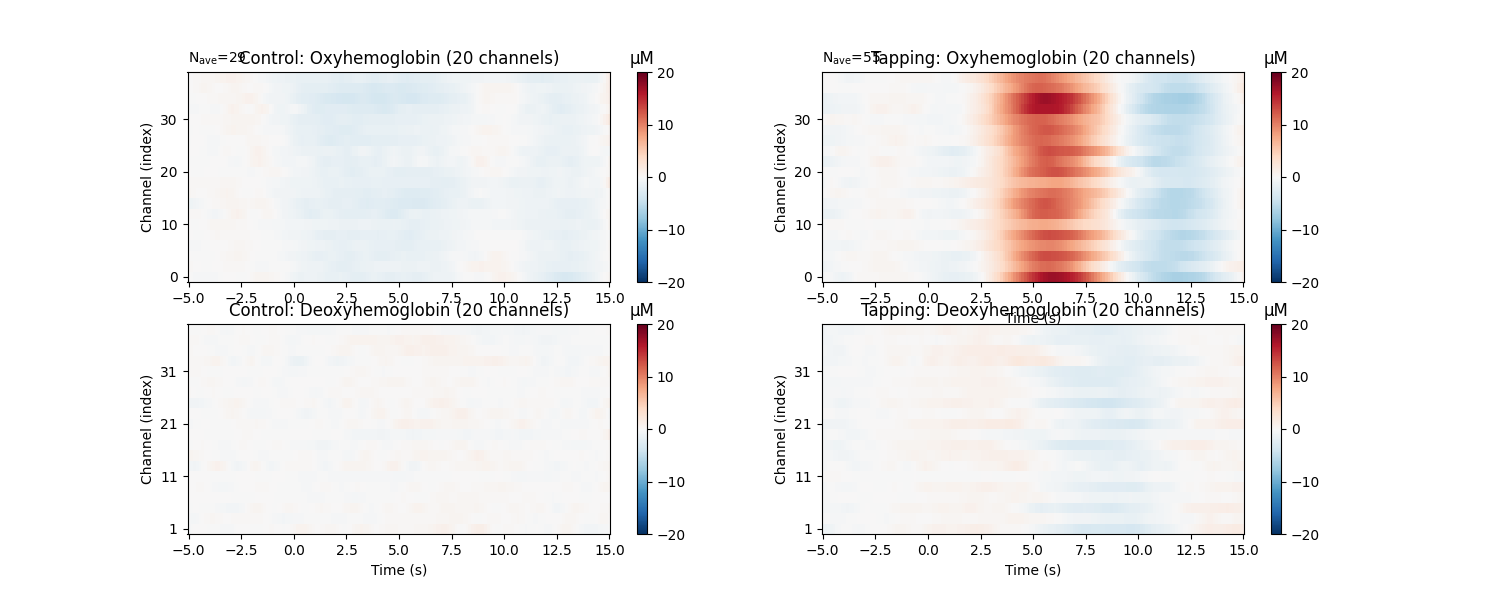 N_ave=29
Control: Oxyhemoglobin (20 channels)
µM
Channel (index)
30
20
10
0
−5.0 −2.5 0.0 2.5 5.0 7.5 10.0 12.5 15.0
20
10
0
−10
−20
N_ave=55
Tapping: Oxyhemoglobin (20 channels)
µM
Channel (index)
30
20
10
0
−5.0 −2.5 0.0 2.5 5.0 7.5 10.0 12.5 15.0
Time (s)
20
10
0
−10
−20
Control: Deoxyhemoglobin (20 channels)
µM
Channel (index)
31
21
11
1
−5.0 −2.5 0.0 2.5 5.0 7.5 10.0 12.5 15.0
Time (s)
20
10
0
−10
−20
Tapping: Deoxyhemoglobin (20 channels)
µM
Channel (index)
31
21
11
1
−5.0 −2.5 0.0 2.5 5.0 7.5 10.0 12.5 15.0
Time (s)
20
10
0
−10
−20